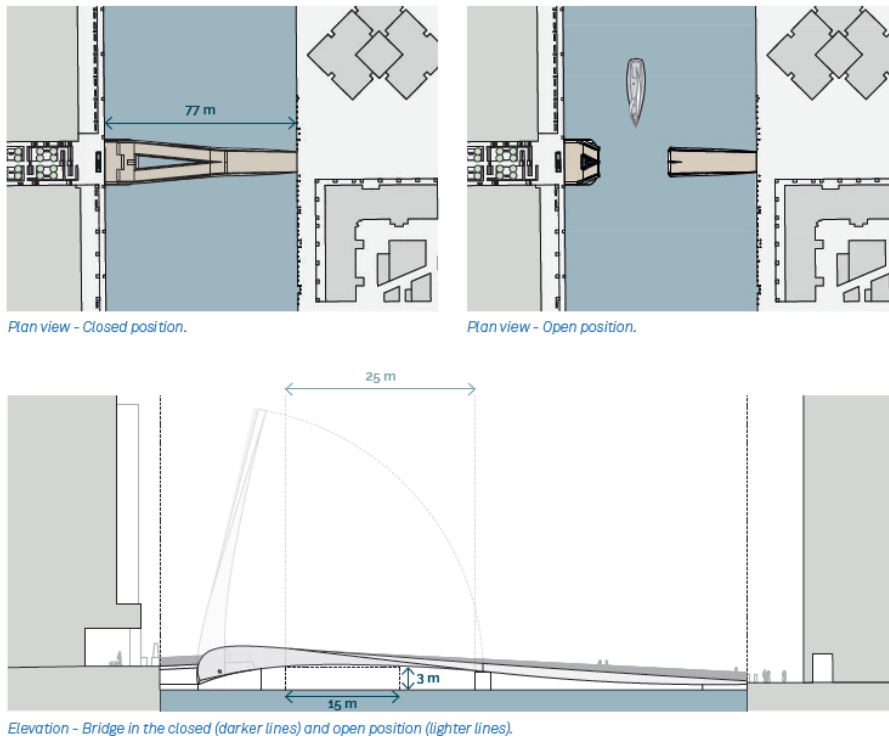 77 m
Plan view - Closed position.
Plan view - Open position.
25 m
3 m
15 m
Elevation - Bridge in the closed (darker lines) and open position (lighter lines).